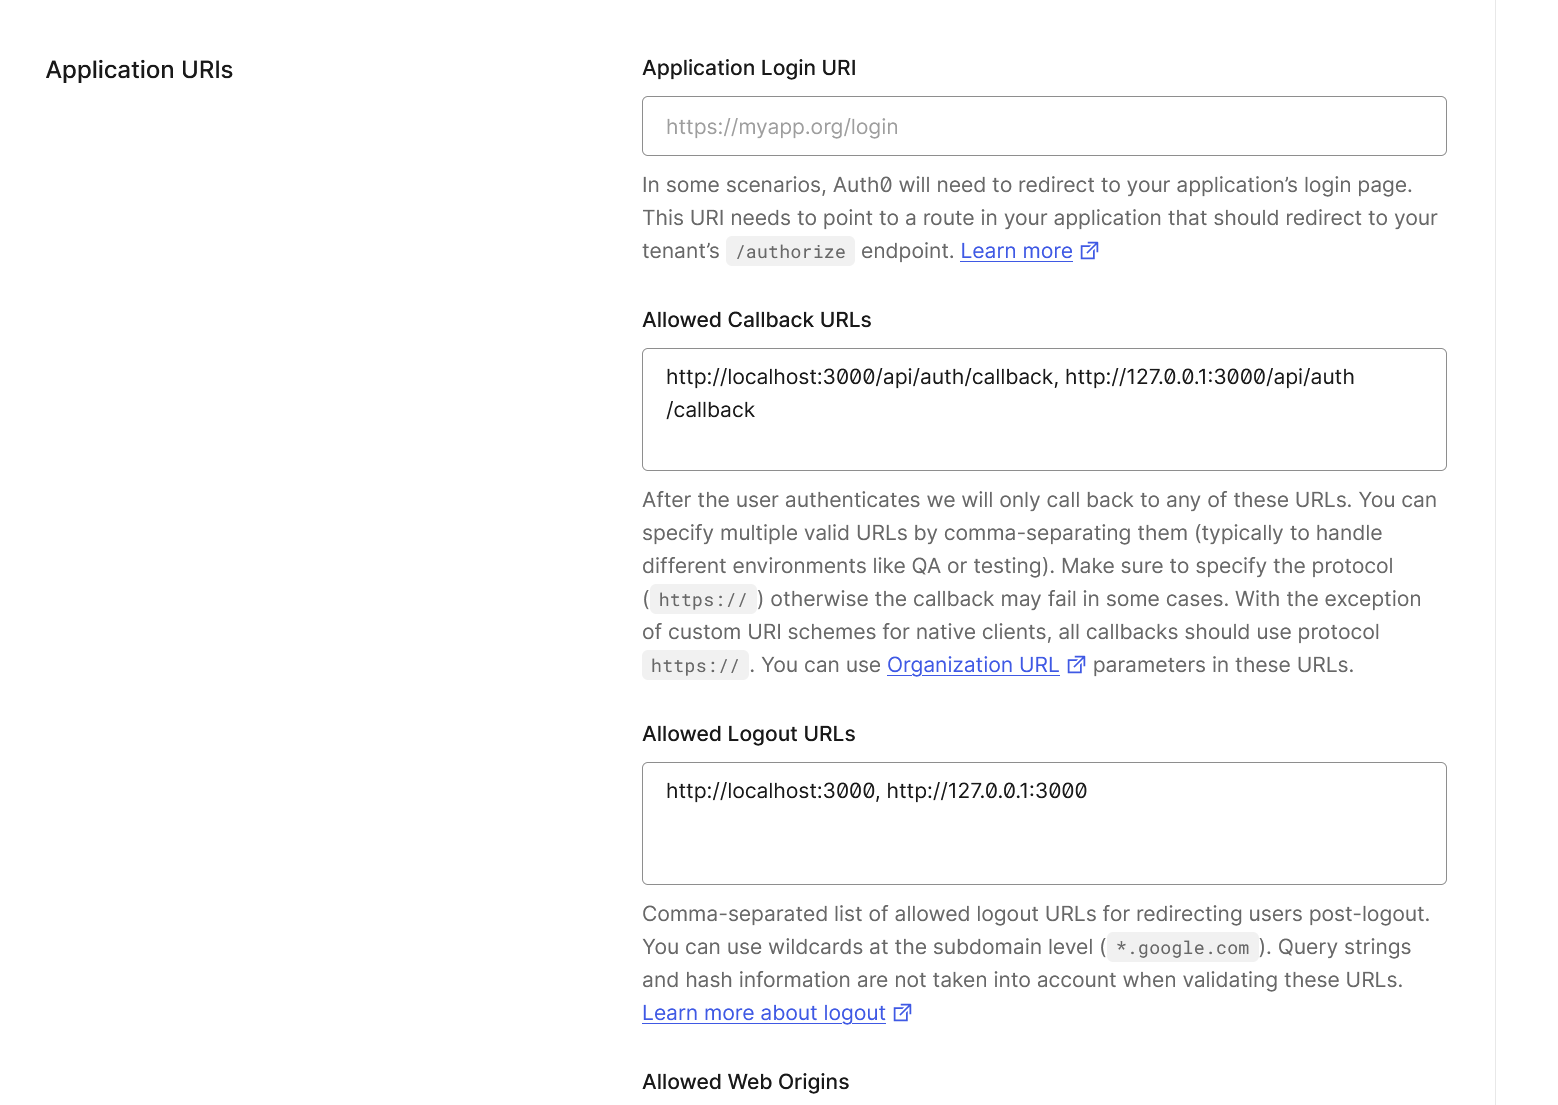 Application URIs
Application Login URI
https://myapp.org/login
In some scenarios, Auth0 will need to redirect to your application’s login page.
This URI needs to point to a route in your application that should redirect to your
tenant’s /authorize endpoint. Learn more
Allowed Callback URLs
http://localhost:3000/api/auth/callback, http://127.0.0.1:3000/api/auth
/callback
After the user authenticates we will only call back to any of these URLs. You can
specify multiple valid URLs by comma-separating them (typically to handle
different environments like QA or testing). Make sure to specify the protocol
( https:// ) otherwise the callback may fail in some cases. With the exception
of custom URI schemes for native clients, all callbacks should use protocol
https:// . You can use Organization URL parameters in these URLs.
Allowed Logout URLs
http://localhost:3000, http://127.0.0.1:3000
Comma-separated list of allowed logout URLs for redirecting users post-logout.
You can use wildcards at the subdomain level ( *.google.com ). Query strings
and hash information are not taken into account when validating these URLs.
Learn more about logout
Allowed Web Origins